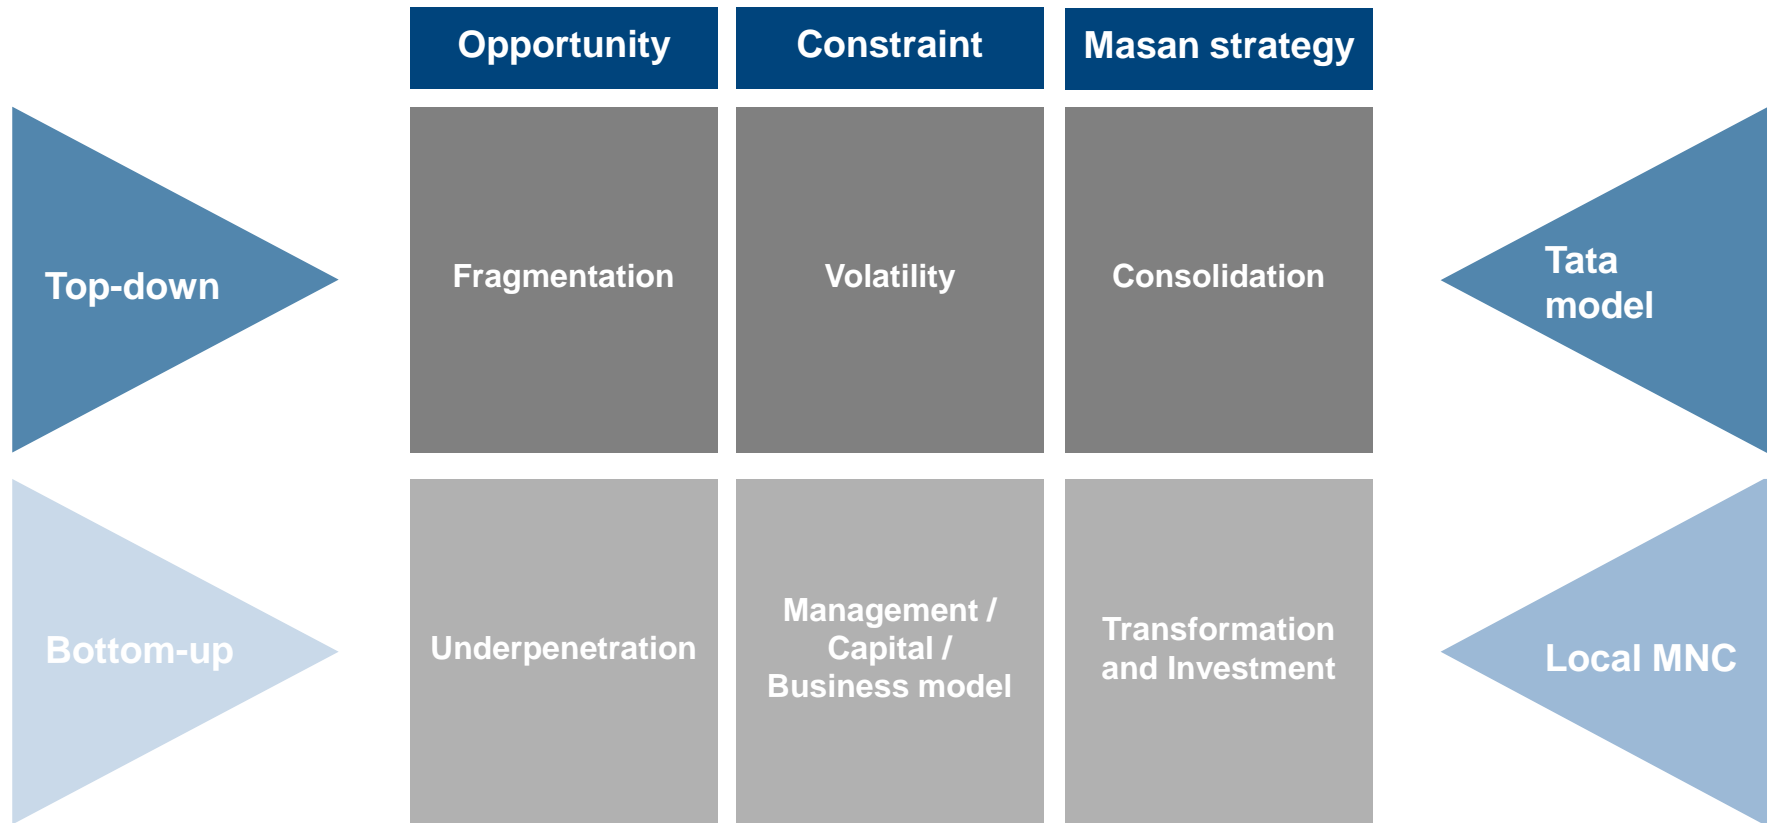 Opportunity
Constraint
Masan strategy
Top-down
Fragmentation
Volatility
Consolidation
Tata
model
Bottom-up
Underpenetration
Management /
Capital /
Business model
Transformation
and Investment
Local MNC